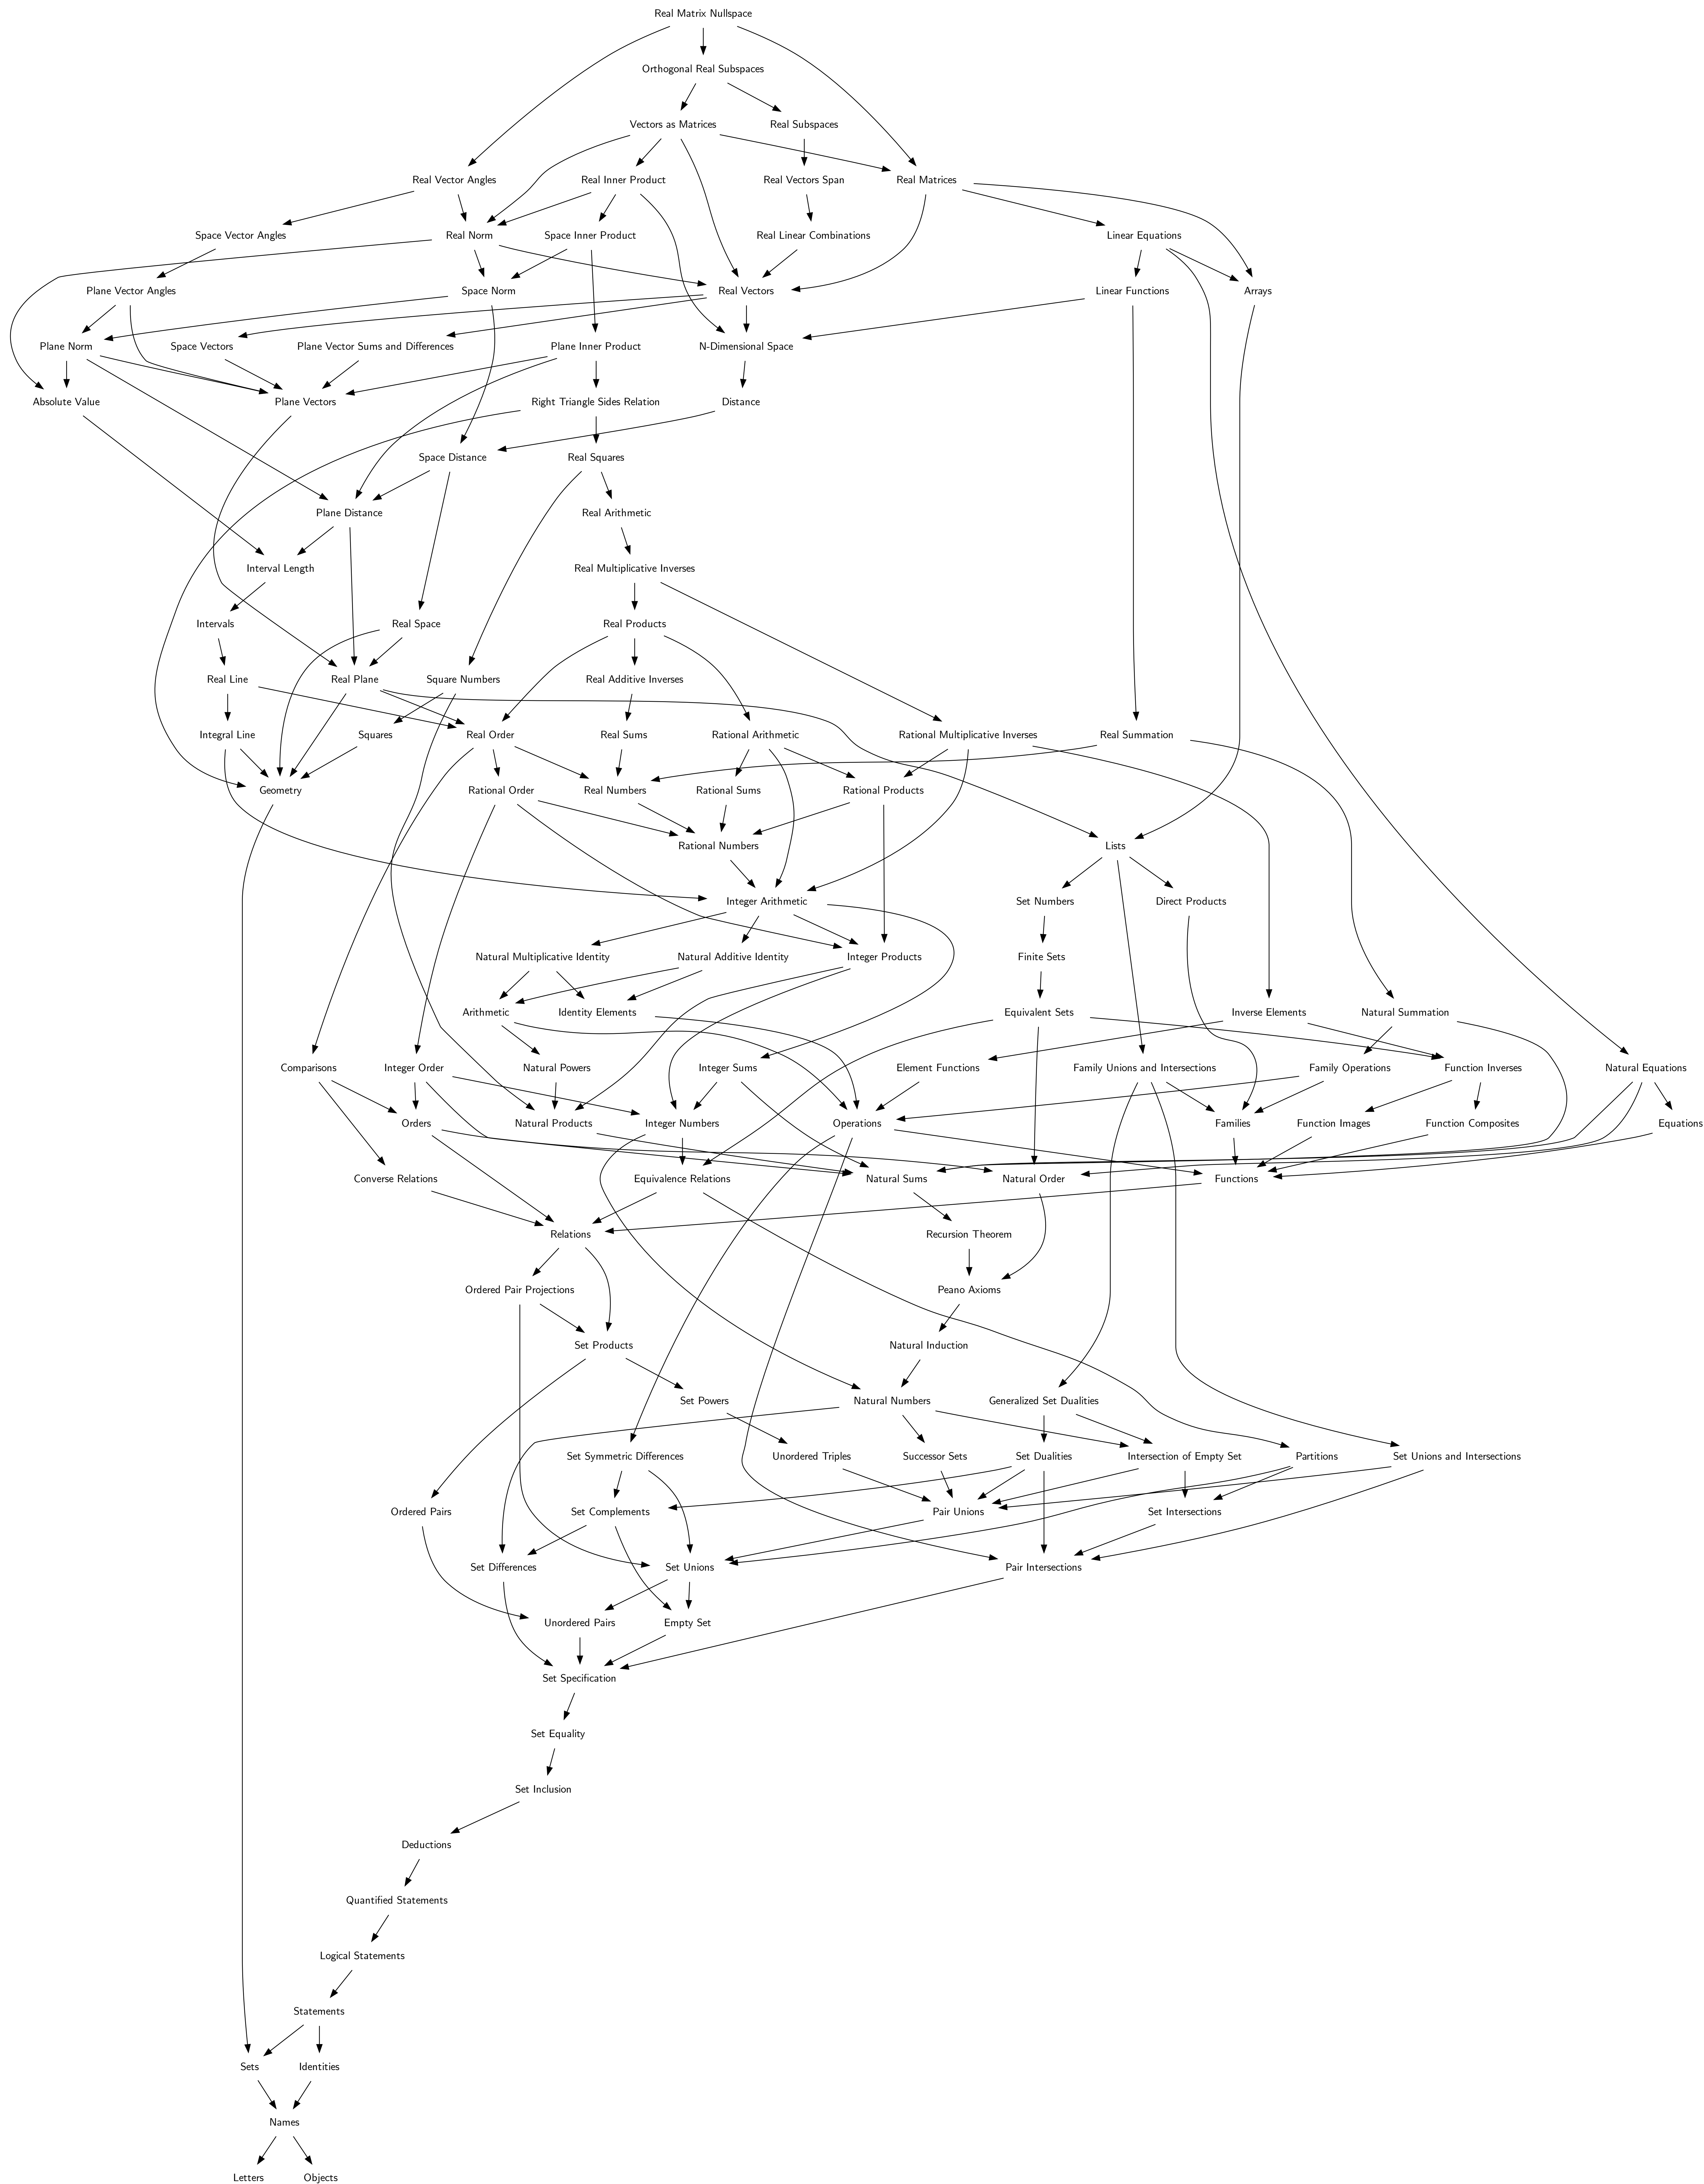 Real Matrix Nullspace
Orthogonal Real Subspaces
Vectors as Matrices
Real Subspaces
Real Vector Angles
Real Inner Product
Real Vectors Span
Real Matrices
Space Vector Angles
Real Norm
Space Inner Product
Real Linear Combinations
Linear Equations
Plane Vector Angles
Space Norm
Real Vectors
Linear Functions
Arrays
Plane Norm
Space Vectors
Plane Vector Sums and Differences
Plane Inner Product
N-Dimensional Space
Absolute Value
Plane Vectors
Right Triangle Sides Relation
Distance
Space Distance
Real Squares
Plane Distance
Real Arithmetic
Interval Length
Real Multiplicative Inverses
Intervals
Real Space
Real Products
Real Line
Real Plane
Square Numbers
Real Additive Inverses
Integral Line
Squares
Real Order
Real Sums
Rational Arithmetic
Rational Multiplicative Inverses
Real Summation
Geometry
Rational Order
Real Numbers
Rational Sums
Rational Products
Rational Numbers
Lists
Integer Arithmetic
Set Numbers
Direct Products
Natural Multiplicative Identity
Natural Additive Identity
Integer Products
Finite Sets
Arithmetic
Identity Elements
Equivalent Sets
Inverse Elements
Natural Summation
Comparisons
Integer Order
Natural Powers
Integer Sums
Element Functions
Family Unions and Intersections
Family Operations
Function Inverses
Natural Equations
Orders
Natural Products
Integer Numbers
Operations
Families
Function Images
Function Composites
Equations
Converse Relations
Equivalence Relations
Natural Sums
Natural Order
Functions
Relations
Recursion Theorem
Ordered Pair Projections
Peano Axioms
Set Products
Natural Induction
Set Powers
Natural Numbers
Generalized Set Dualities
Set Symmetric Differences
Unordered Triples
Successor Sets
Set Dualities
Intersection of Empty Set
Partitions
Set Unions and Intersections
Ordered Pairs
Set Complements
Pair Unions
Set Intersections
Set Differences
Set Unions
Pair Intersections
Unordered Pairs
Empty Set
Set Specification
Set Equality
Set Inclusion
Deductions
Quantified Statements
Logical Statements
Statements
Sets
Identities
Names
Letters
Objects